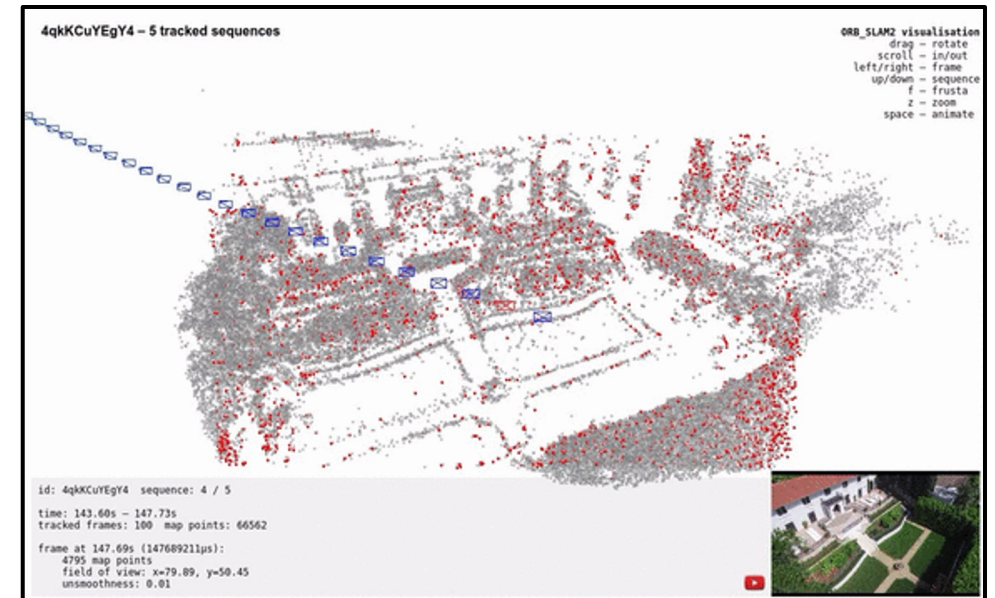 4qkKCuYEgY4 – 5 tracked sequences
ORB_SLAM2 visualisation
drag – rotate
scroll – in/out
left/right – frame
up/down – sequence
f – frusta
z – zoom
space – animate
id: 4qkKCuYEgY4 sequence: 4 / 5
time: 143.60s – 147.73s
tracked frames: 100 map points: 66562
frame at 147.69s (147689211µs):
4795 map points
field of view: x=79.89, y=50.45
unsmoothness: 0.01